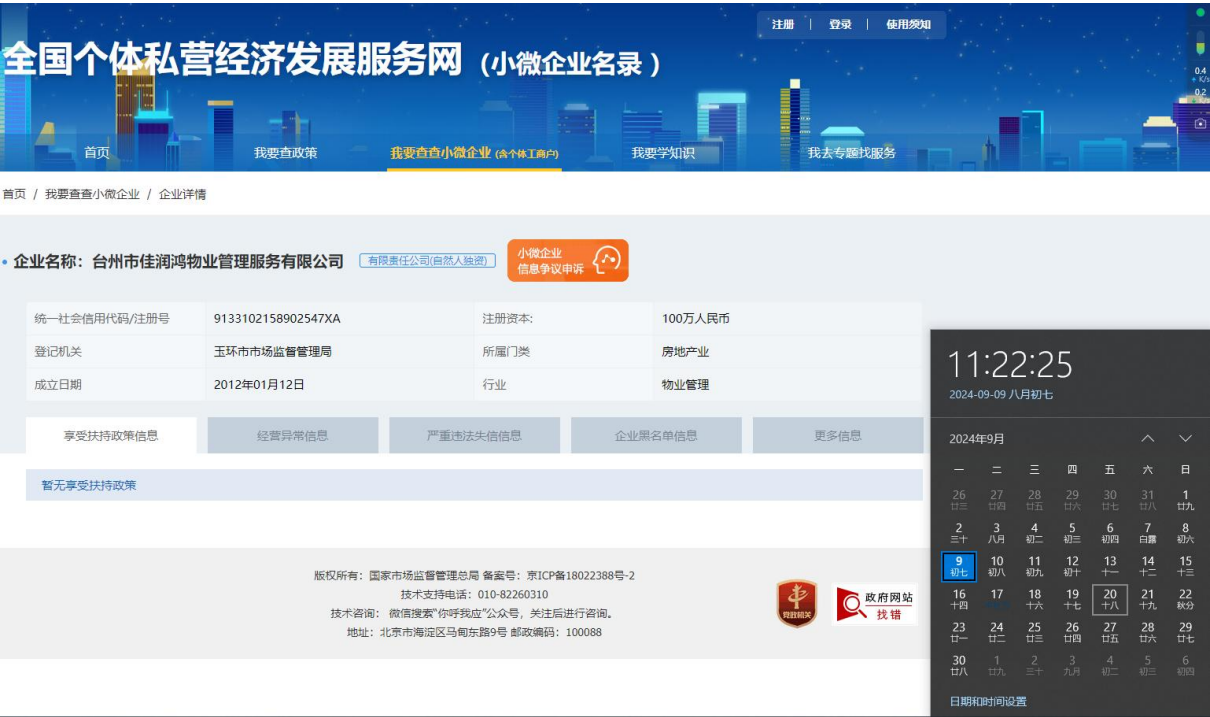 注册 | 登录 | 使用须知
全国个体私营经济发展服务网 （小微企业名录）
首页 我要查政策 我要查查小微企业 (含个体工商户) 我要学知识 我去专题找服务
0.4
+ K/s
0.2
首页 / 我要查查小微企业 / 企业详情
企业名称：台州市佳润鸿物业管理服务有限公司 有限责任公司(自然人独资) 小微企业
信息争议申诉
统一社会信用代码/注册号 9133102158902547XA 注册资本: 100万人民币
登记机关 玉环市市场监督管理局 所属门类 房地产业
成立日期 2012年01月12日 行业 物业管理
享受扶持政策信息 经营异常信息 严重违法失信信息 企业黑名单信息 更多信息
暂无享受扶持政策
版权所有：国家市场监督管理总局 备案号：京ICP备18022388号-2
技术支持电话：010-82260310
技术咨询： 微信搜索“你呼我应”公众号，关注后进行咨询。
地址：北京市海淀区马甸东路9号 邮政编码：100088
党政机关
政府网站
找错
11:22:25
2024-09-09 八月初七
2024年9月
一 二 三 四 五 六 日
26 27 28 29 30 31 1
廿三 廿四 廿五 廿六 廿七 廿八 廿九
2 3 4 5 6 7 8
三十 八月 初二 初三 初四 白露 初六
9 10 11 12 13 14 15
初七 初八 初九 初十 十一 十二 十三
16 17 18 19 20 21 22
十四 十六 十七 十八 十九 秋分
23 24 25 26 27 28 29
廿一 廿二 廿三 廿四 廿五 廿六 廿七
30 1 2 3 4 5 6
廿八 廿九 三十 九月 初二 初三 初四
日期和时间设置